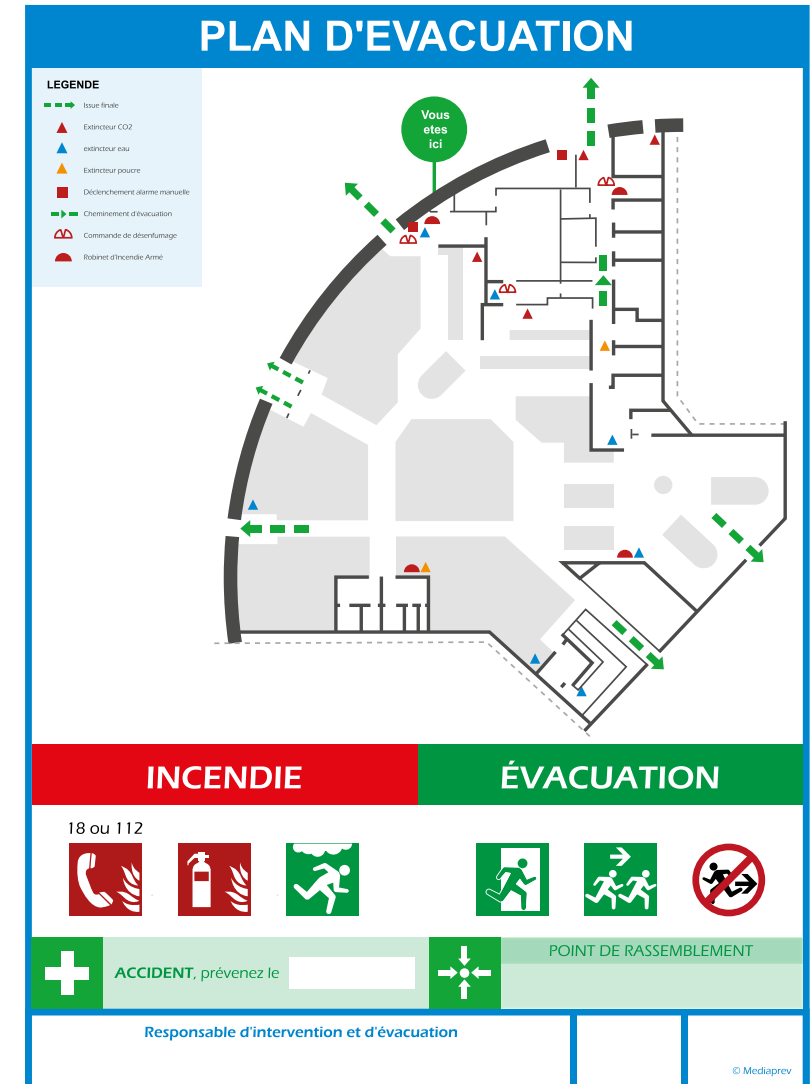 PLAN D'EVACUATION
LEGENDE
Issue finale
Extincteur CO2
extincteur eau
Extincteur poucre
Déclenchement alarme manuelle
Cheminement d'évacuation
Commande de désenfumage
Robinet d'Incendie Armé
Vous
etes
ici
INCENDIE
ÉVACUATION
18 ou 112
ACCIDENT, prévenez le
POINT DE RASSEMBLEMENT
Responsable d'intervention et d'évacuation
© Mediaprev